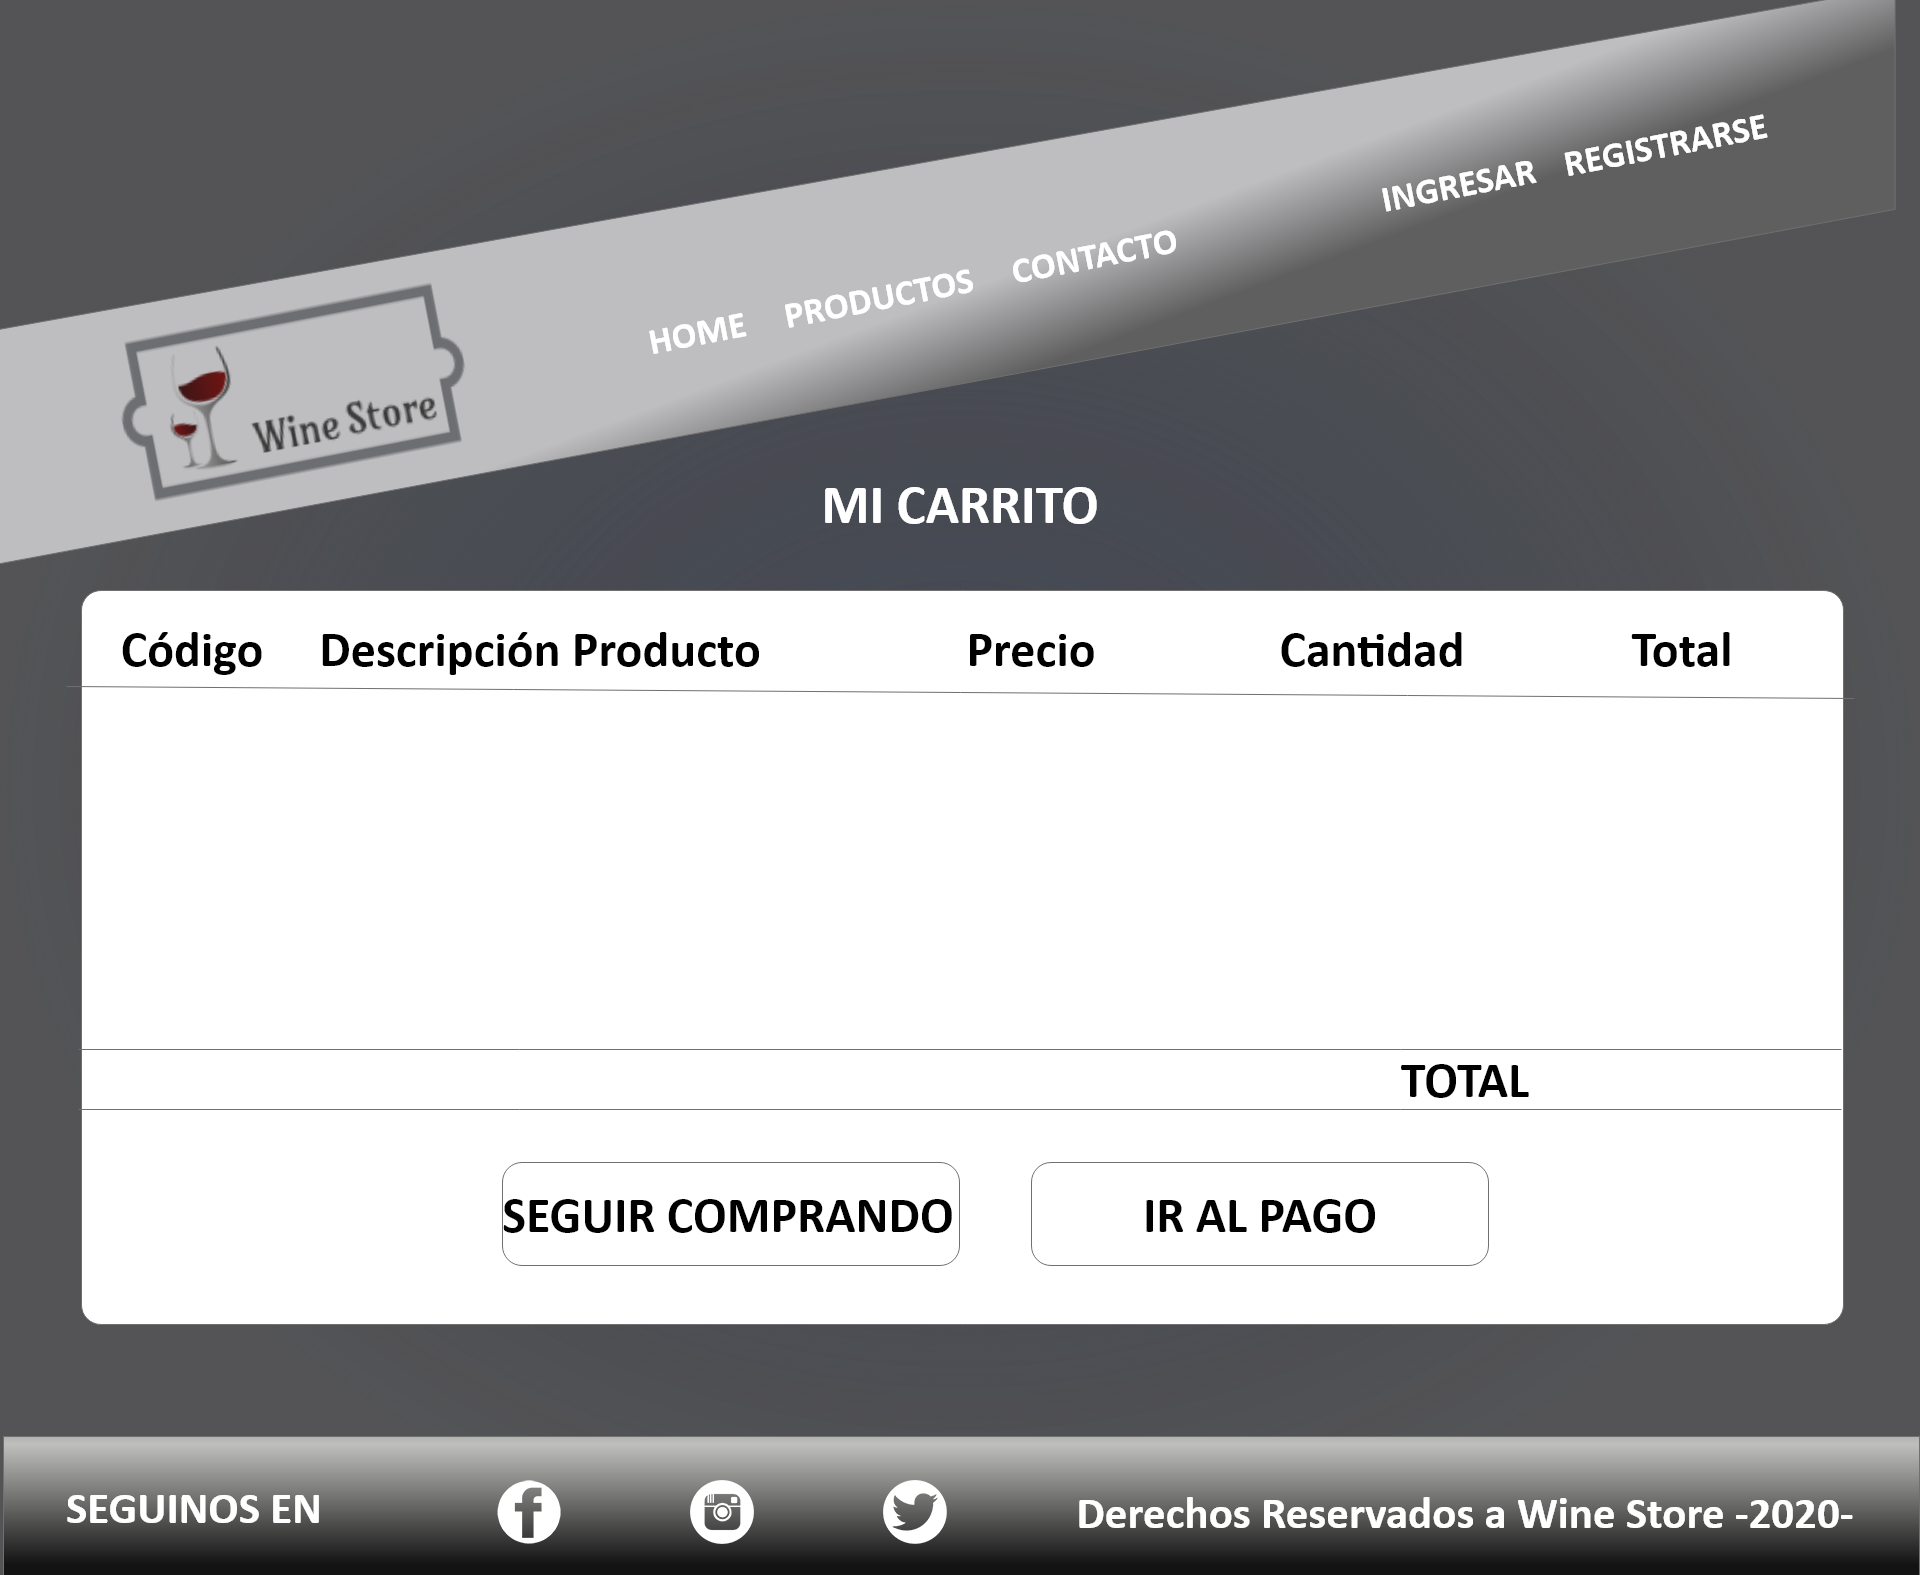 HOME PRODUCTOS CONTACTO INGRESAR REGISTRARSE
Wine Store
MI CARRITO
Código Descripción Producto Precio Cantidad Total
TOTAL
SEGUIR COMPRANDO IR AL PAGO
SEGUINOS EN Derechos Reservados a Wine Store -2020-